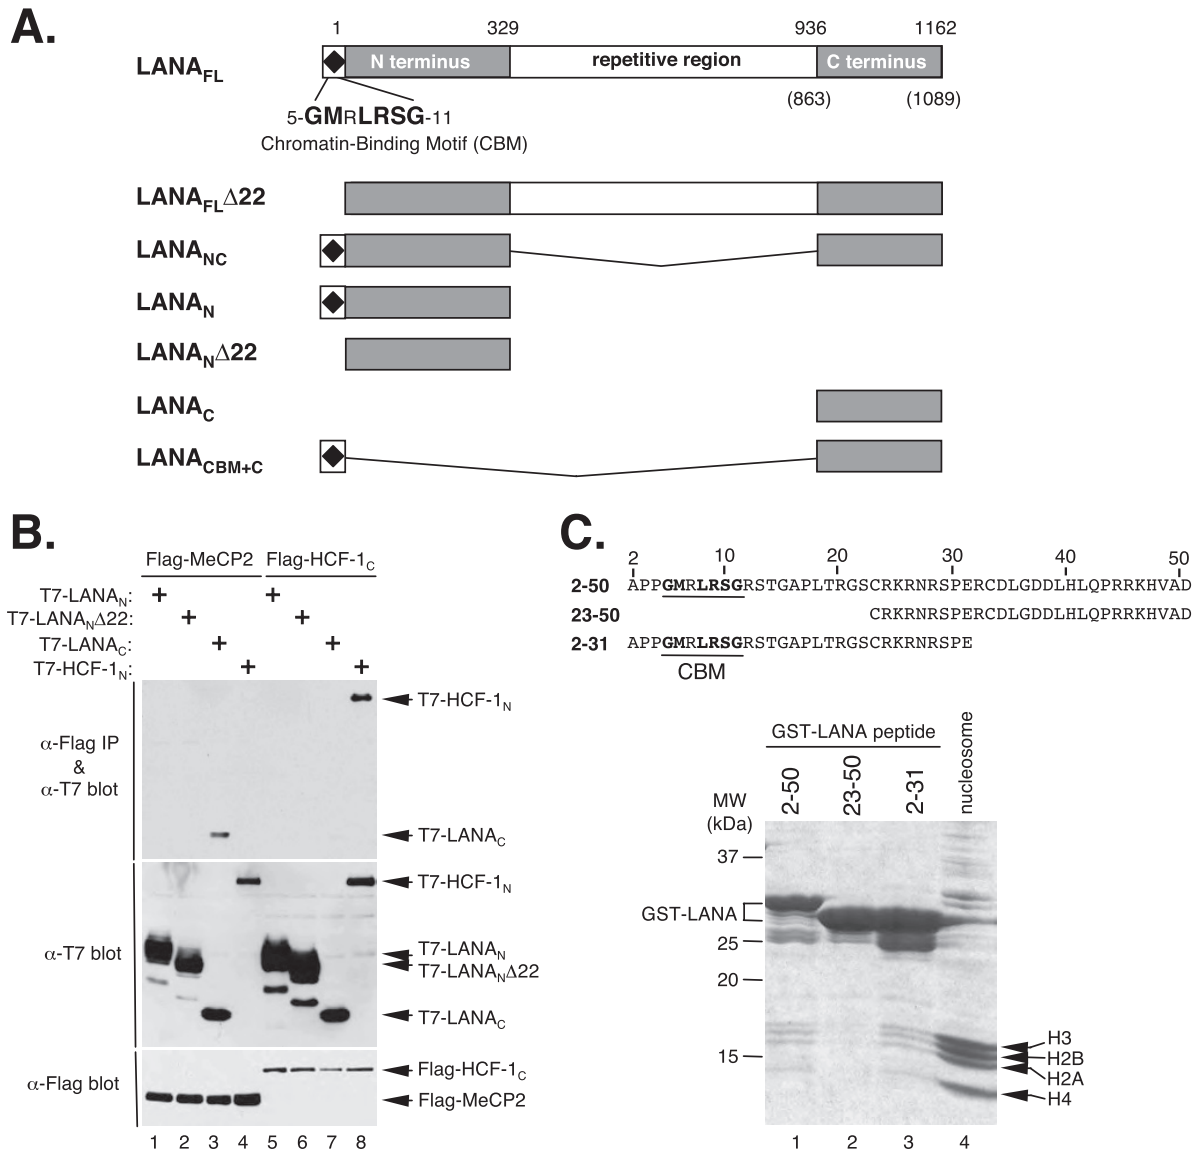 A.
1 329 936 1162
LANAFL N terminus repetitive region C terminus
(863) (1089)
5-GMRLRSG-11
Chromatin-Binding Motif (CBM)
LANAFLΔ22
LANANC
LANAN
LANANΔ22
LANAC
LANACBM+C
B.
Flag-MeCP2 Flag-HCF-1C
T7-LANAN: + +
T7-LANANΔ22: + +
T7-LANAC: + +
T7-HCF-1N: + +
α-Flag IP
&
α-T7 blot
T7-HCF-1N
T7-LANAC
α-T7 blot
T7-HCF-1N
T7-LANAN
T7-LANANΔ22
T7-LANAC
α-Flag blot
Flag-HCF-1C
Flag-MeCP2
1 2 3 4 5 6 7 8
C.
2 10 20 30 40 50
2-50 APPGMRLRSGRSTGAPLTRGSCRKRNRSPERCDLGDDLHLQPRRKHVAD
23-50 CRKRNRSPERCDLGDDLHLQPRRKHVAD
2-31 APPGMRLRSGRSTGAPLTRGSCRKRNRSPE
CBM
GST-LANA peptide
2-50 23-50 2-31 nucleosome
MW
(kDa)
37
GST-LANA
25
20
15
H3
H2B
H2A
H4
1 2 3 4